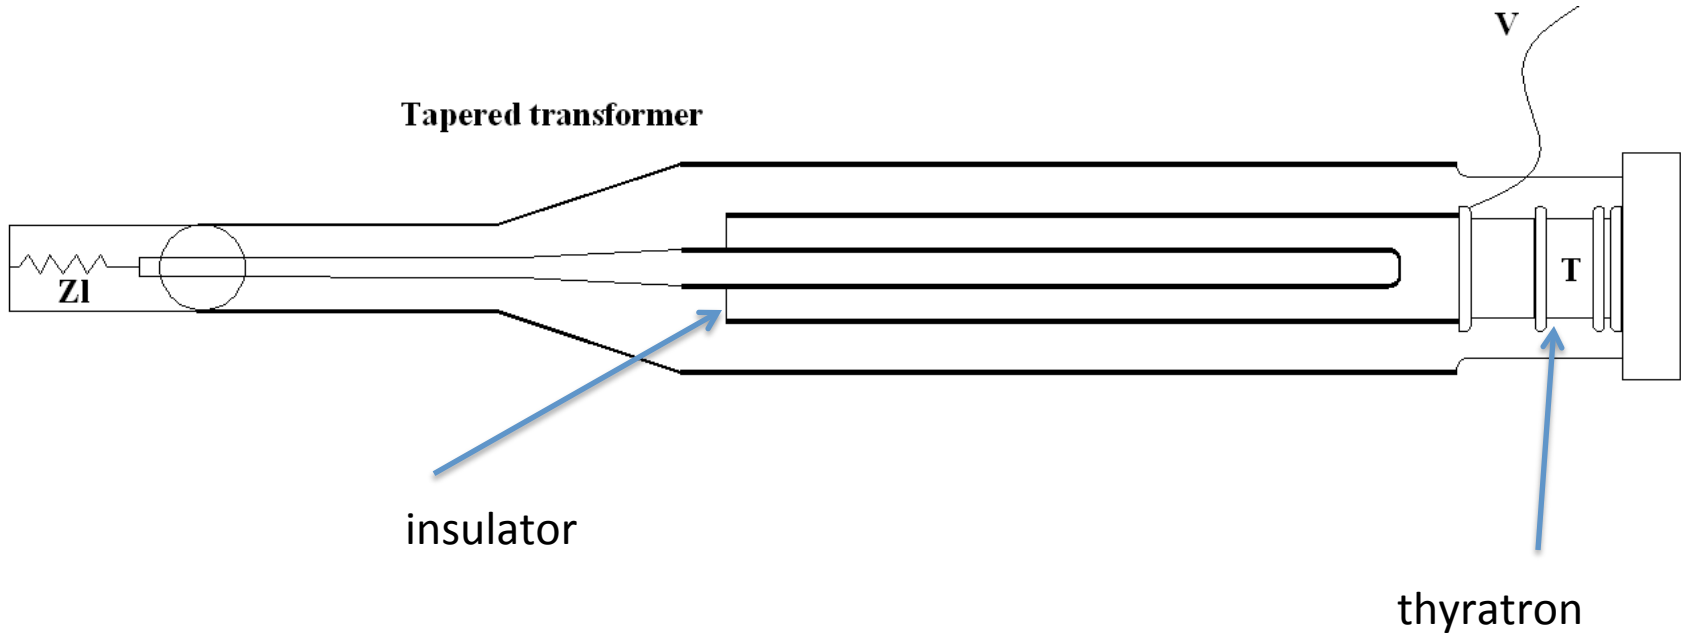 V
Tapered transformer
T
Zl
insulator
thyratron